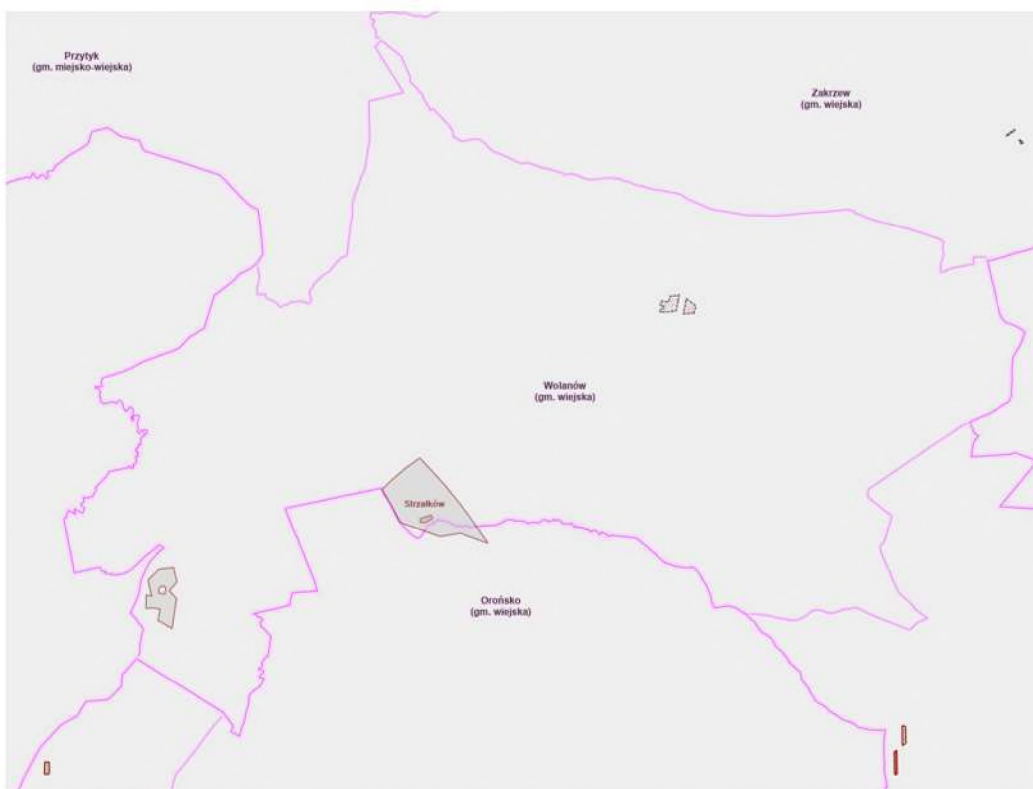 Przytyk
(gm. miejsko-wiejska)
Zakrzew
(gm. wiejska)
Wolanów
(gm. wiejska)
Strzałków
Orońsko
(gm. wiejska)